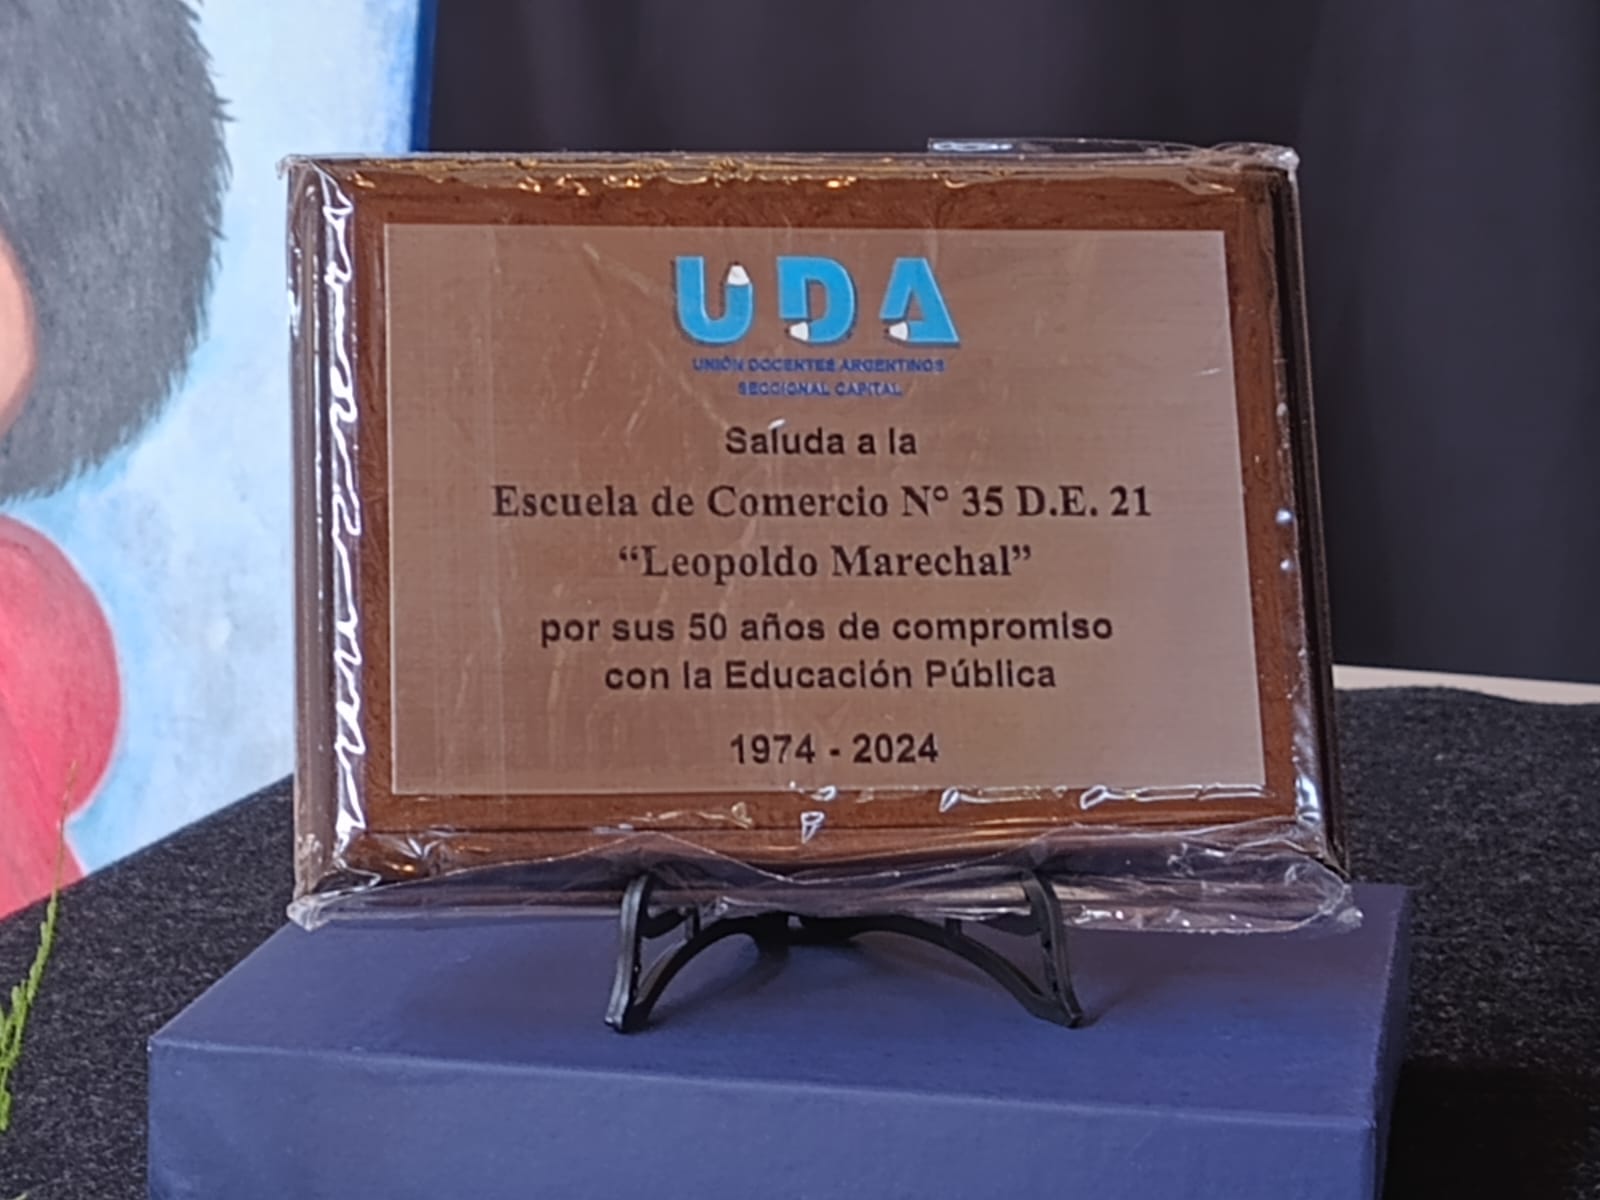 UDA
UNIÓN DOCENTES ARGENTINOS
SECCIONAL CAPITAL
Saluda a la
Escuela de Comercio N° 35 D.E. 21
“Leopoldo Marechal”
por sus 50 años de compromiso
con la Educación Pública
1974 - 2024